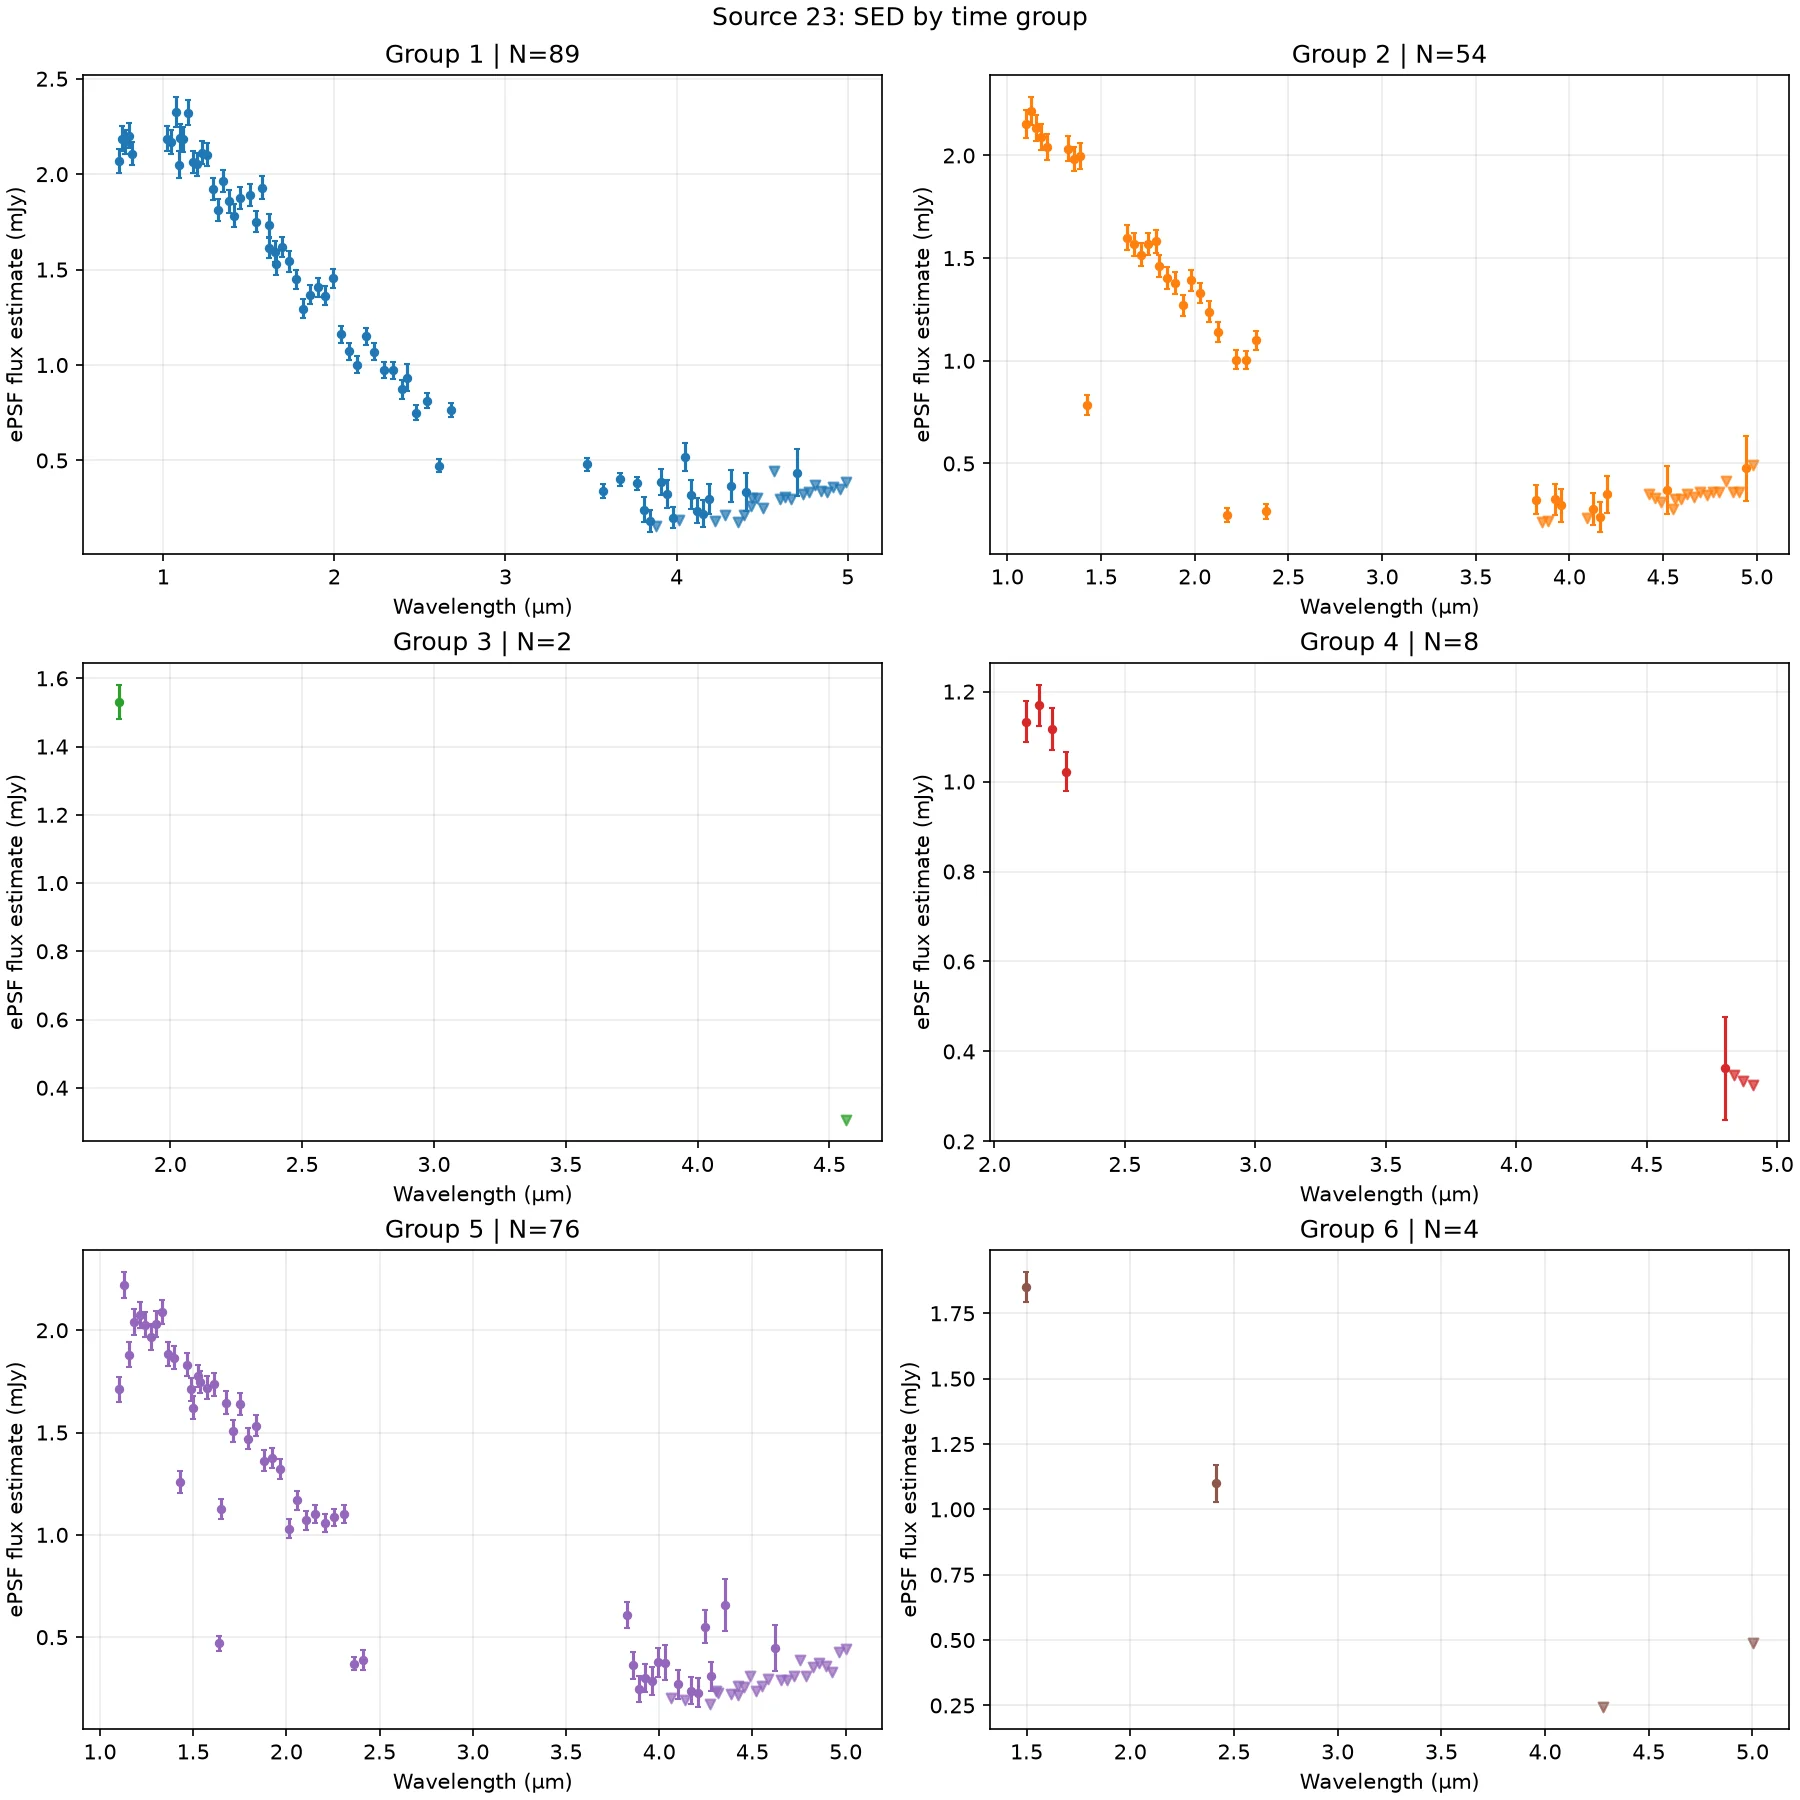 Source 23: SED by time group
Group 1 | N=89
2.5
2.0
1.5
1.0
0.5
ePSF flux estimate (mJy)
1 2 3 4 5
Wavelength (μm)
Group 2 | N=54
2.0
1.5
1.0
0.5
ePSF flux estimate (mJy)
1.0 1.5 2.0 2.5 3.0 3.5 4.0 4.5 5.0
Wavelength (μm)
Group 3 | N=2
1.6
1.4
1.2
1.0
0.8
0.6
0.4
ePSF flux estimate (mJy)
2.0 2.5 3.0 3.5 4.0 4.5
Wavelength (μm)
Group 4 | N=8
1.2
1.0
0.8
0.6
0.4
0.2
ePSF flux estimate (mJy)
2.0 2.5 3.0 3.5 4.0 4.5 5.0
Wavelength (μm)
Group 5 | N=76
2.0
1.5
1.0
0.5
ePSF flux estimate (mJy)
1.0 1.5 2.0 2.5 3.0 3.5 4.0 4.5 5.0
Wavelength (μm)
Group 6 | N=4
1.75
1.50
1.25
1.00
0.75
0.50
0.25
ePSF flux estimate (mJy)
1.5 2.0 2.5 3.0 3.5 4.0 4.5 5.0
Wavelength (μm)